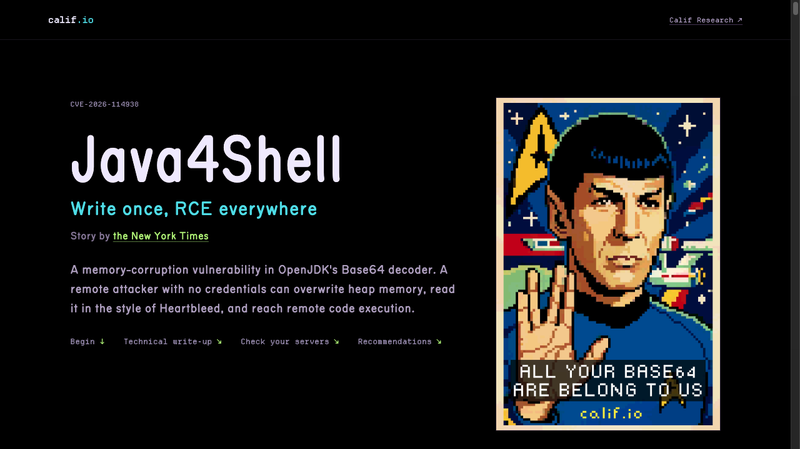 calif.io
Calif Research ↗
CVE-2026-114938
Java4Shell
Write once, RCE everywhere
Story by the New York Times
A memory-corruption vulnerability in OpenJDK's Base64 decoder. A
remote attacker with no credentials can overwrite heap memory, read
it in the style of Heartbleed, and reach remote code execution.
Begin ↓ Technical write-up ↘ Check your servers ↘ Recommendations ↘
ALL YOUR BASE64
ARE BELONG TO US
calif.io